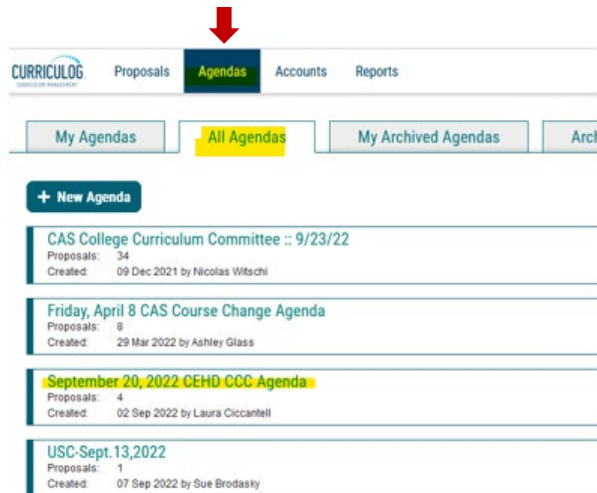 CURRICULOG Proposals Agendas Accounts Reports
CURRICULUM MANAGEMENT
My Agendas All Agendas My Archived Agendas Arch
+ New Agenda
CAS College Curriculum Committee :: 9/23/22
Proposals: 34
Created: 09 Dec 2021 by Nicolas Witschi
Friday, April 8 CAS Course Change Agenda
Proposals: 8
Created: 29 Mar 2022 by Ashley Glass
September 20, 2022 CEHD CCC Agenda
Proposals: 4
Created: 02 Sep 2022 by Laura Ciccantell
USC-Sept.13,2022
Proposals: 1
Created: 07 Sep 2022 by Sue Brodasky